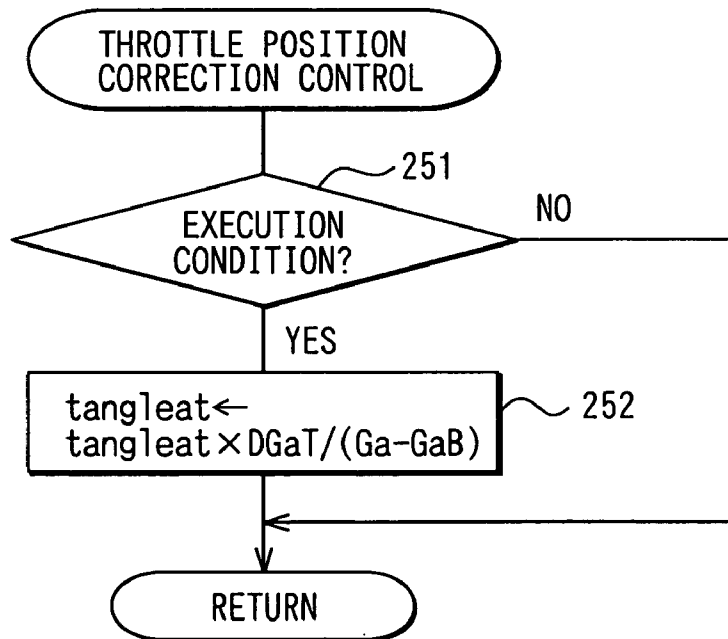 THROTTLE POSITION
CORRECTION CONTROL
251
EXECUTION
CONDITION?
NO
YES
tangleat←
tangleat×DGaT/(Ga-GaB)
252
RETURN